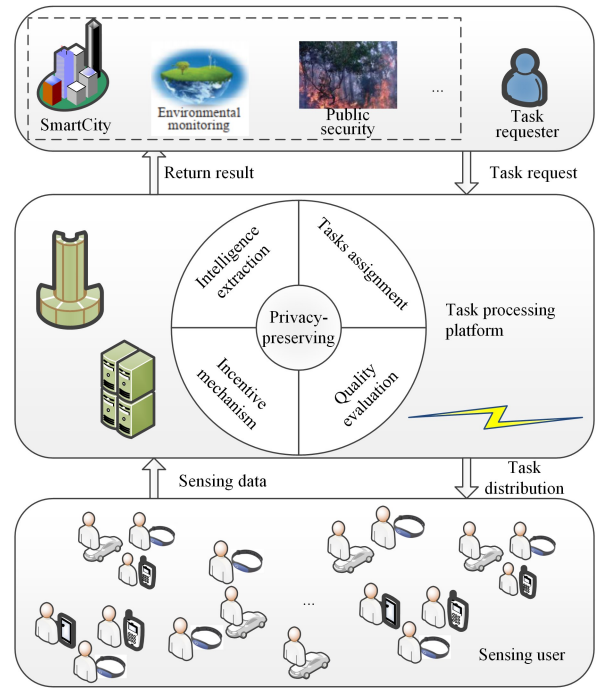 SmartCity
Environmental
monitoring
Public
security
...
Task
requester
Return result
Task request
Intelligence
extraction
Tasks assignment
Privacy-
preserving
Incentive
mechanism
Quality
evaluation
Task processing
platform
Sensing data
Task
distribution
...
Sensing user